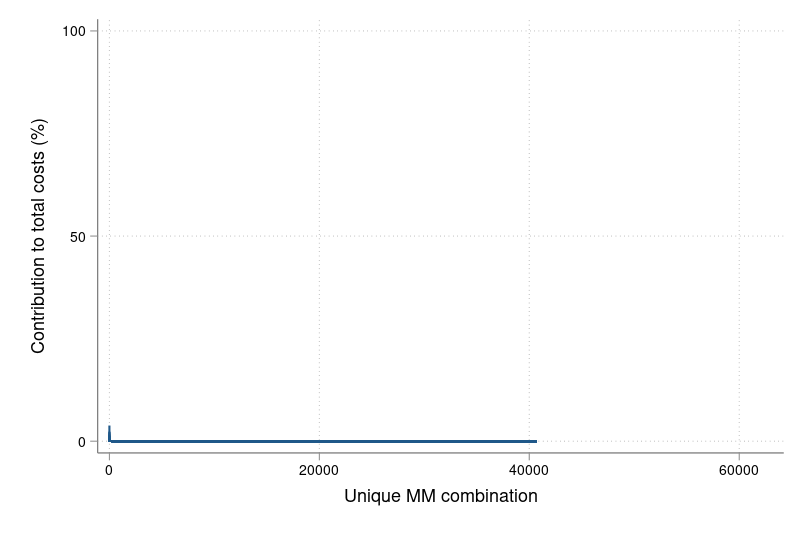 100
50
0
Contribution to total costs (%)
0 20000 40000 60000
Unique MM combination